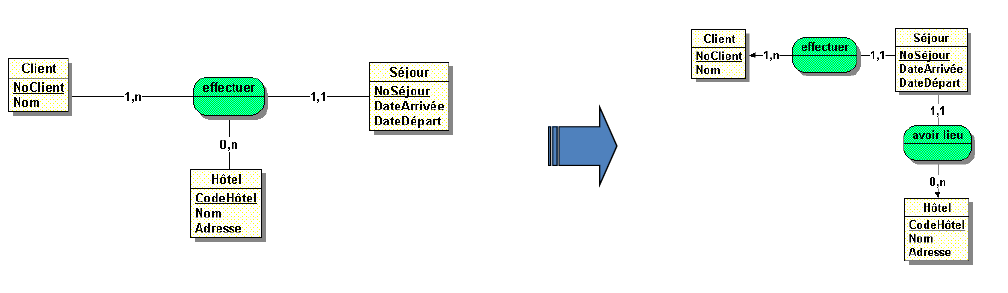 Client
NoClient
Nom
1,n
effectuer
1,1
Séjour
NoSéjour
DateArrivée
DateDépart
0,n
Hôtel
CodeHôtel
Nom
Adresse
Client
NoClient
Nom
1,n
effectuer
1,1
Séjour
NoSéjour
DateArrivée
DateDépart
1,1
avoir lieu
0,n
Hôtel
CodeHôtel
Nom
Adresse